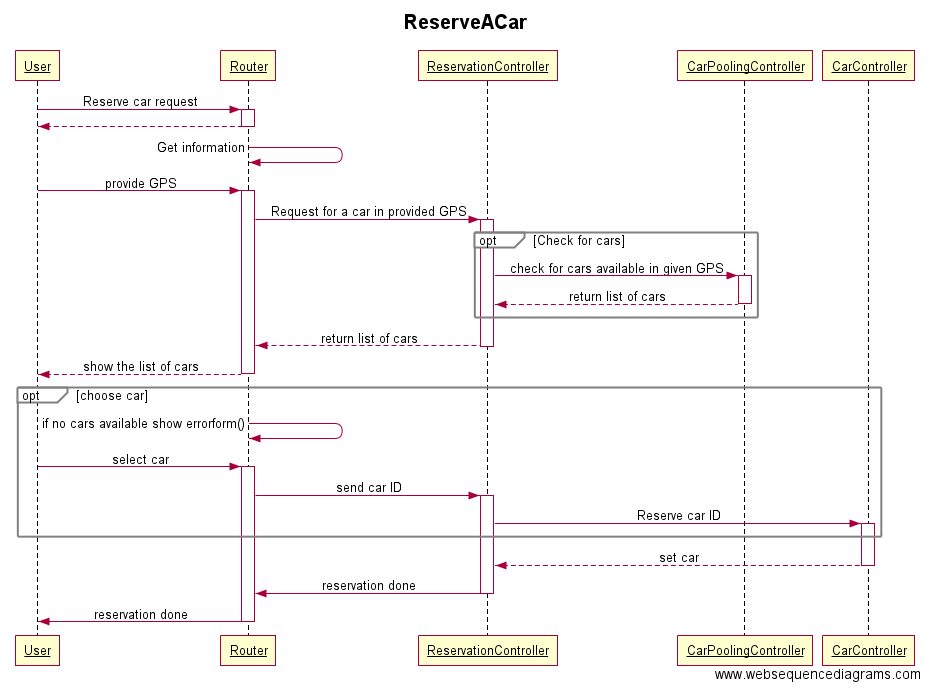 ReserveACar
User
Router
ReservationController
CarPoolingController
CarController
Reserve car request
Get information
provide GPS
Request for a car in provided GPS
opt
[Check for cars]
check for cars available in given GPS
return list of cars
return list of cars
show the list of cars
opt
[choose car]
if no cars available show errorform()
select car
send car ID
Reserve car ID
set car
reservation done
reservation done
User
Router
ReservationController
CarPoolingController
CarController
www.websequencediagrams.com